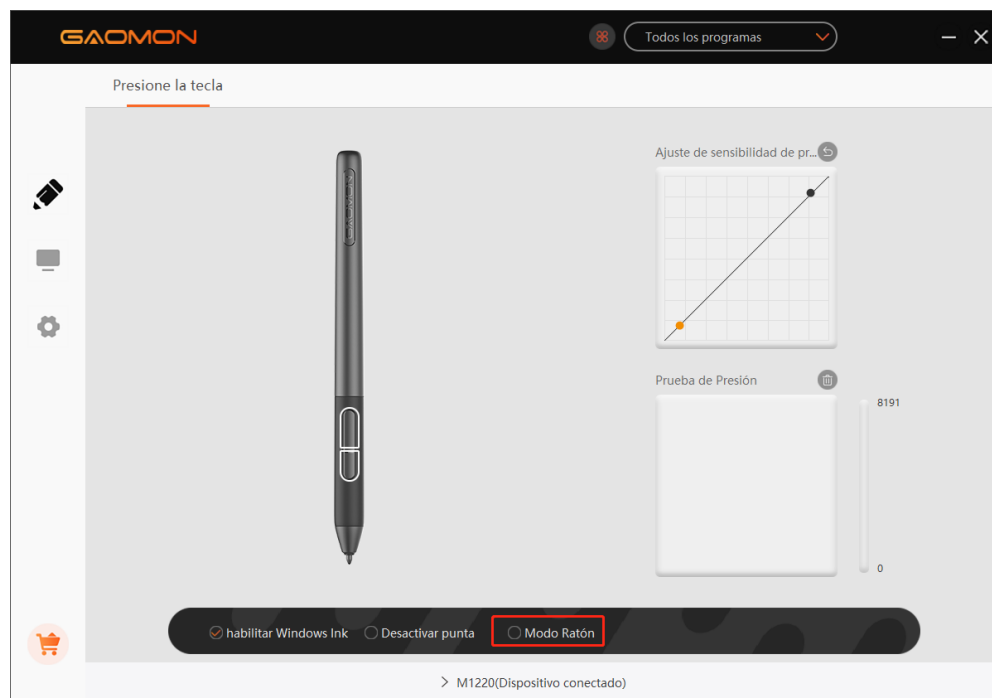 GAOMON
Todos los programas
Presione la tecla
GAOMON
Ajuste de sensibilidad de pr...
Prueba de Presión
8191
0
habilitar Windows Ink
Desactivar punta
Modo Ratón
M1220(Dispositivo conectado)